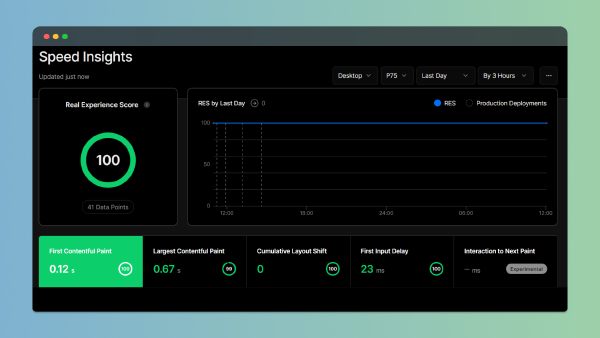 Speed Insights
Updated just now
Desktop
P75
Last Day
By 3 Hours
...
Real Experience Score
100
41 Data Points
RES by Last Day 0
RES
Production Deployments
100
50
0
12:00 18:00 24:00 06:00 12:00
First Contentful Paint
0.12 s
100
Largest Contentful Paint
0.67 s
99
Cumulative Layout Shift
0
100
First Input Delay
23 ms
100
Interaction to Next Paint
— ms
Experimental